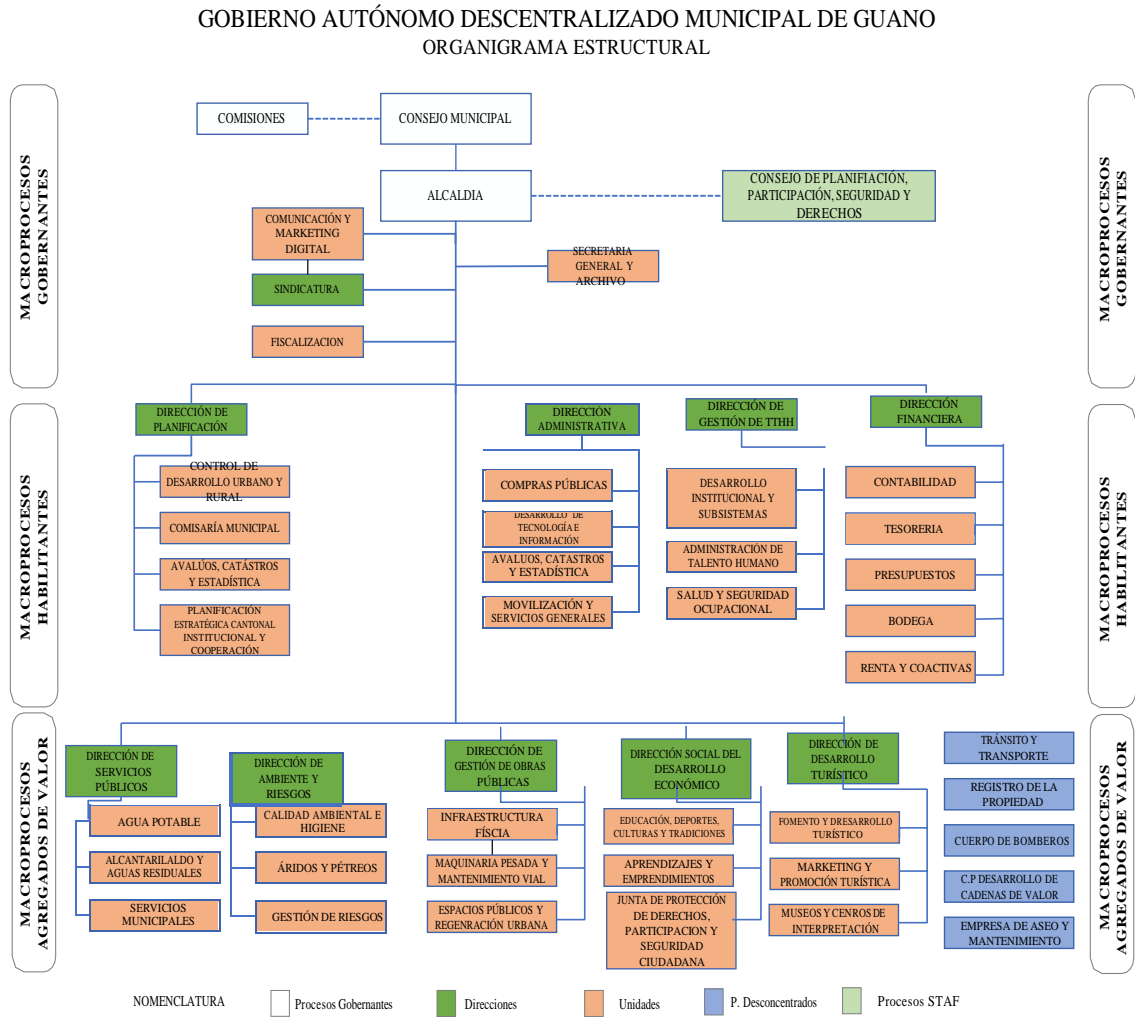 GOBIERNO AUTÓNOMO DESCENTRALIZADO MUNICIPAL DE GUANO
ORGANIGRAMA ESTRUCTURAL
MACROPROCESOS
GOBERNANTES
COMISIONES
CONSEJO MUNICIPAL
ALCALDIA
CONSEJO DE PLANIFIACIÓN,
PARTICIPACIÓN, SEGURIDAD Y
DERECHOS
COMUNICACIÓN Y
MARKETING
DIGITAL
SECRETARIA
GENERAL Y
ARCHIVO
SINDICATURA
FISCALIZACION
MACROPROCESOS
GOBERNANTES
MACROPROCESOS
HABILITANTES
DIRECCIÓN DE
PLANIFICACIÓN
CONTROL DE
DESARROLLO URBANO Y
RURAL
COMISARÍA MUNICIPAL
AVALÚOS, CATÁSTROS
Y ESTADÍSTICA
PLANIFICACIÓN
ESTRATÉGICA CANTONAL
INSTITUCIONAL Y
COOPERACIÓN
DIRECCIÓN
ADMINISTRATIVA
COMPRAS PÚBLICAS
DESARROLLO DE
TECNOLOGÍA E
INFORMACIÓN
AVALUOS, CATASTROS
Y ESTADÍSTICA
MOVILIZACIÓN Y
SERVICIOS GENERALES
DIRECCIÓN DE
GESTIÓN DE TTHH
DESARROLLO
INSTITUCIONAL Y
SUBSISTEMAS
ADMINISTRACIÓN DE
TALENTO HUMANO
SALUD Y SEGURIDAD
OCUPACIONAL
DIRECCIÓN
FINANCIERA
CONTABILIDAD
TESORERIA
PRESUPUESTOS
BODEGA
RENTA Y COACTIVAS
MACROPROCESOS
HABILITANTES
MACROPROCESOS
AGREGADOS DE VALOR
DIRECCIÓN DE
SERVICIOS
PÚBLICOS
AGUA POTABLE
ALCANTARILALDO Y
AGUAS RESIDUALES
SERVICIOS
MUNICIPALES
DIRECCIÓN DE
AMBIENTE Y
RIESGOS
CALIDAD AMBIENTAL E
HIGIENE
ÁRIDOS Y PÉTREOS
GESTIÓN DE RIESGOS
DIRECCIÓN DE
GESTIÓN DE OBRAS
PÚBLICAS
INFRAESTRUCTURA
FÍSCIA
MAQUINARIA PESADA Y
MANTENIMIENTO VIAL
ESPACIOS PÚBLICOS Y
REGENRACIÓN URBANA
DIRECCIÓN SOCIAL DEL
DESARROLLO
ECONÓMICO
EDUCACIÓN, DEPORTES,
CULTURAS Y TRADICIONES
APRENDIZAJES Y
EMPRENDIMIENTOS
JUNTA DE PROTECCIÓN
DE DERECHOS,
PARTICIPACION Y
SEGURIDAD
CIUDADANA
DIRECCIÓN DE
DESARROLLO
TURÍSTICO
FOMENTO Y DRESARROLLO
TURÍSTICO
MARKETING Y
PROMOCIÓN TURÍSTICA
MUSEOS Y CENROS DE
INTERPRETACIÓN
TRÁNSITO Y
TRANSPORTE
REGISTRO DE LA
PROPIEDAD
CUERPO DE BOMBEROS
C.P DESARROLLO DE
CADENAS DE VALOR
EMPRESA DE ASEO Y
MANTENIMIENTO
MACROPROCESOS
AGREGADOS DE VALOR
NOMENCLATURA
Procesos Gobernantes
Direcciones
Unidades
P. Desconcentrados
Procesos STAF